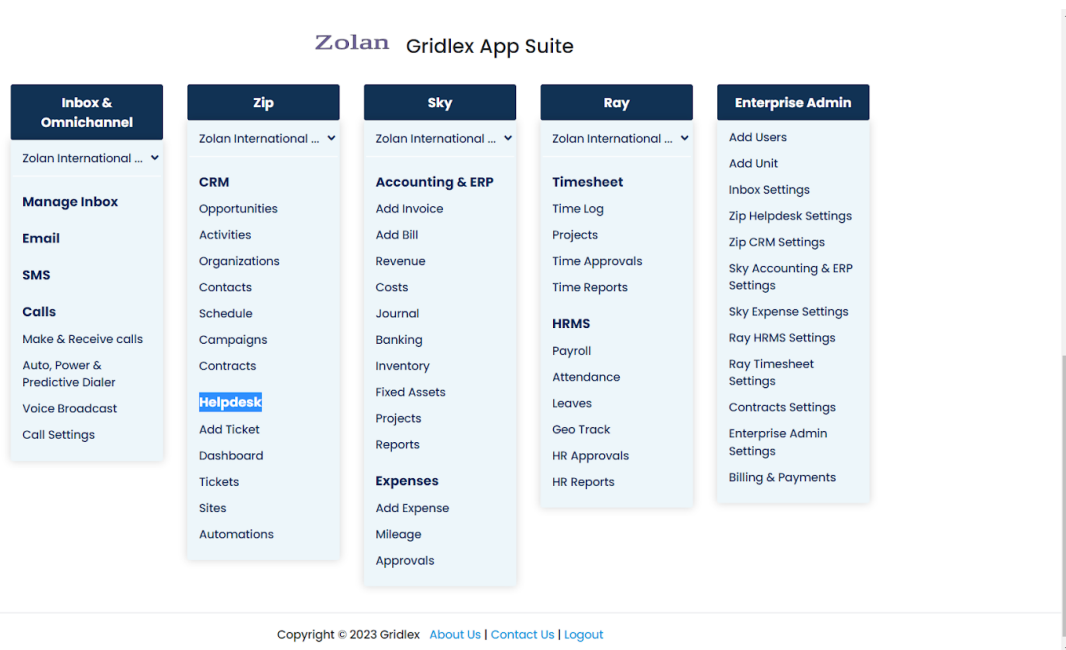 Zolan Gridlex App Suite
Inbox &
Omnichannel
Zolan International ...
Manage Inbox
Email
SMS
Calls
Make & Receive calls
Auto, Power &
Predictive Dialer
Voice Broadcast
Call Settings
Zip
Zolan International ...
CRM
Opportunities
Activities
Organizations
Contacts
Schedule
Campaigns
Contracts
Helpdesk
Add Ticket
Dashboard
Tickets
Sites
Automations
Sky
Zolan International ...
Accounting & ERP
Add Invoice
Add Bill
Revenue
Costs
Journal
Banking
Inventory
Fixed Assets
Projects
Reports
Expenses
Add Expense
Mileage
Approvals
Ray
Zolan International ...
Timesheet
Time Log
Projects
Time Approvals
Time Reports
HRMS
Payroll
Attendance
Leaves
Geo Track
HR Approvals
HR Reports
Enterprise Admin
Add Users
Add Unit
Inbox Settings
Zip Helpdesk Settings
Zip CRM Settings
Sky Accounting & ERP
Settings
Sky Expense Settings
Ray HRMS Settings
Ray Timesheet
Settings
Contracts Settings
Enterprise Admin
Settings
Billing & Payments
Copyright © 2023 Gridlex About Us | Contact Us | Logout